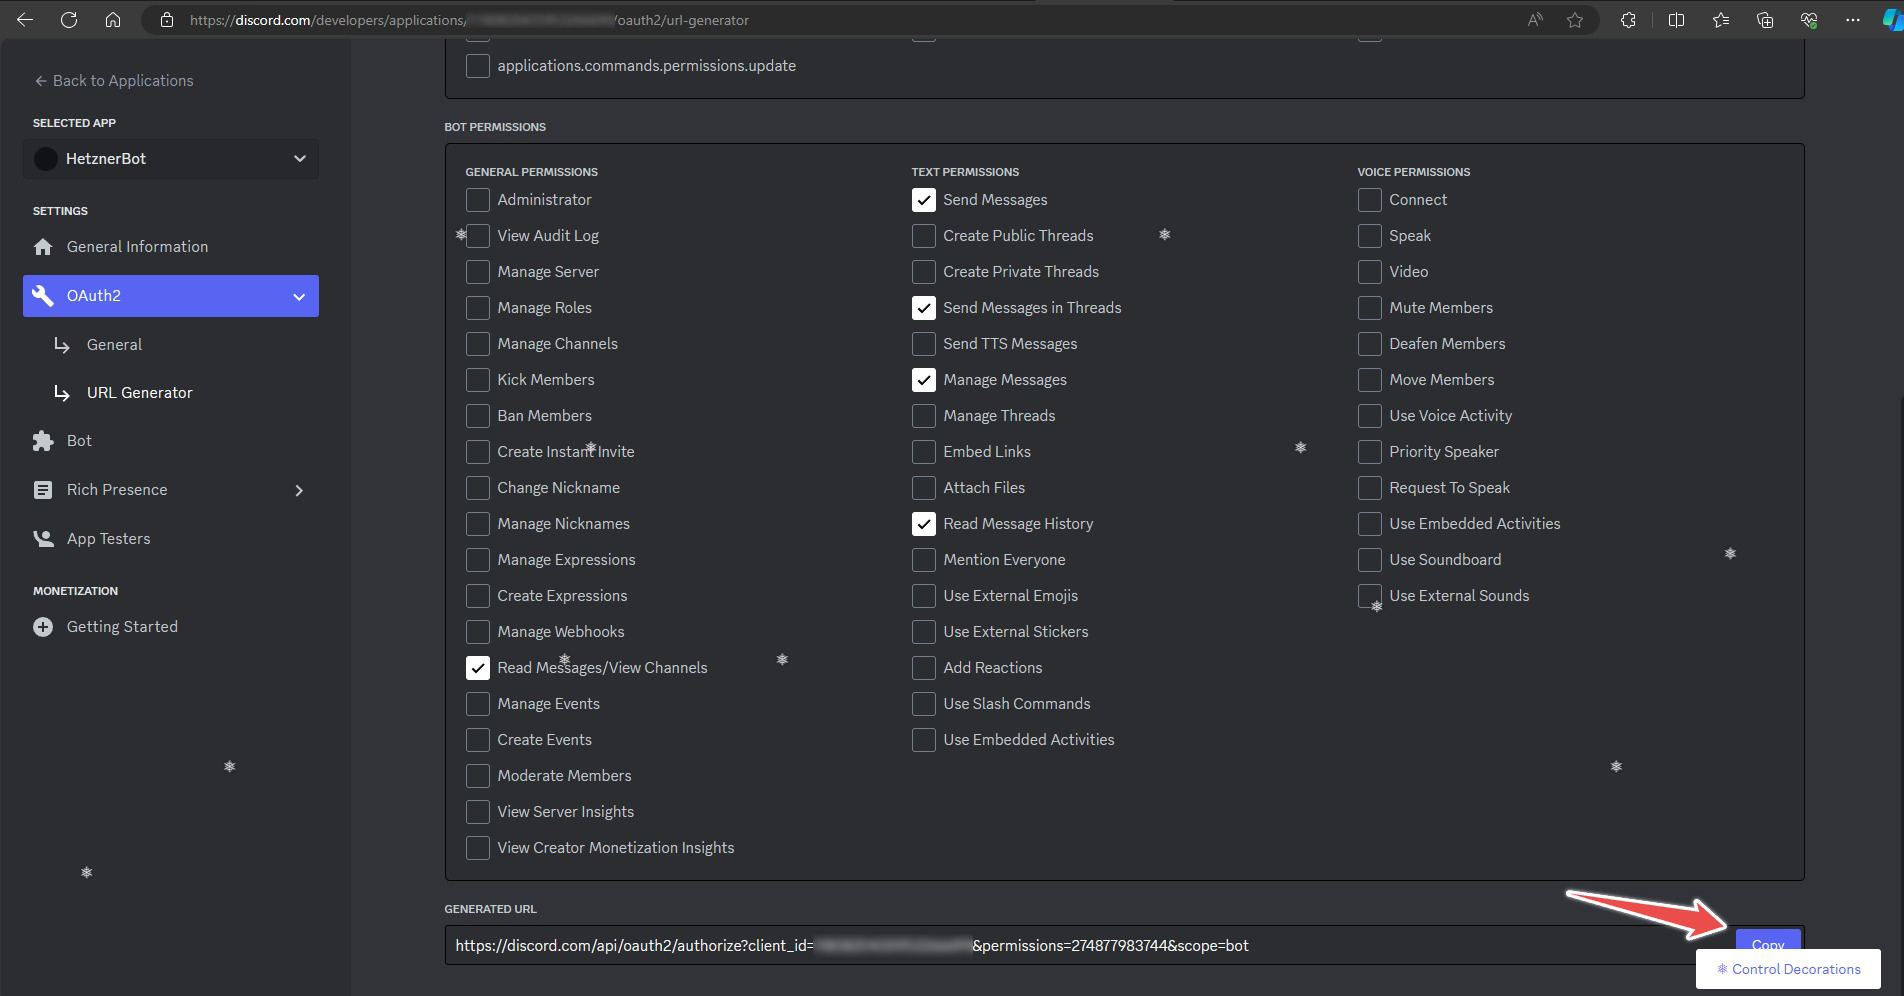 https://discord.com/developers/applications/ /oauth2/url-generator
Back to Applications
SELECTED APP
HetznerBot
SETTINGS
General Information
OAuth2
General
URL Generator
Bot
Rich Presence
App Testers
MONETIZATION
Getting Started
applications.commands.permissions.update
BOT PERMISSIONS
GENERAL PERMISSIONS
Administrator
View Audit Log
Manage Server
Manage Roles
Manage Channels
Kick Members
Ban Members
Create Instant Invite
Change Nickname
Manage Nicknames
Manage Expressions
Create Expressions
Manage Webhooks
Read Messages/View Channels
Manage Events
Create Events
Moderate Members
View Server Insights
View Creator Monetization Insights
TEXT PERMISSIONS
Send Messages
Create Public Threads
Create Private Threads
Send Messages in Threads
Send TTS Messages
Manage Messages
Manage Threads
Embed Links
Attach Files
Read Message History
Mention Everyone
Use External Emojis
Use External Stickers
Add Reactions
Use Slash Commands
Use Embedded Activities
VOICE PERMISSIONS
Connect
Speak
Video
Mute Members
Deafen Members
Move Members
Use Voice Activity
Priority Speaker
Request To Speak
Use Embedded Activities
Use Soundboard
Use External Sounds
GENERATED URL
https://discord.com/api/oauth2/authorize?client_id= &permissions=274877983744&scope=bot
Copy
Control Decorations